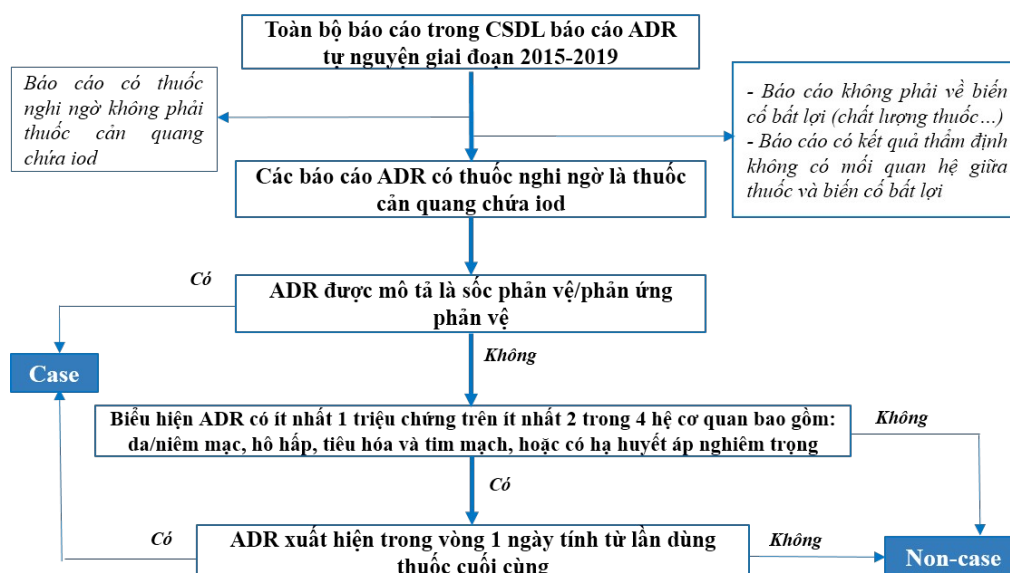 Toàn bộ báo cáo trong CSDL báo cáo ADR
tự nguyện giai đoạn 2015-2019
Báo cáo có thuốc
nghi ngờ không phải
thuốc cản quang
chứa iod
- Báo cáo không phải về biến
cố bất lợi (chất lượng thuốc…)
- Báo cáo có kết quả thẩm định
không có mối quan hệ giữa
thuốc và biến cố bất lợi
Các báo cáo ADR có thuốc nghi ngờ là thuốc
cản quang chứa iod
Có
ADR được mô tả là sốc phản vệ/phản ứng
phản vệ
Không
Case
Biểu hiện ADR có ít nhất 1 triệu chứng trên ít nhất 2 trong 4 hệ cơ quan bao gồm:
da/niêm mạc, hô hấp, tiêu hóa và tim mạch, hoặc có hạ huyết áp nghiêm trọng
Không
Có
Có
ADR xuất hiện trong vòng 1 ngày tính từ lần dùng
thuốc cuối cùng
Không
Non-case